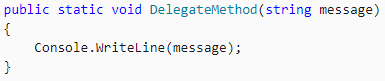 public static void DelegateMethod(string message)
{
    Console.WriteLine(message);
}